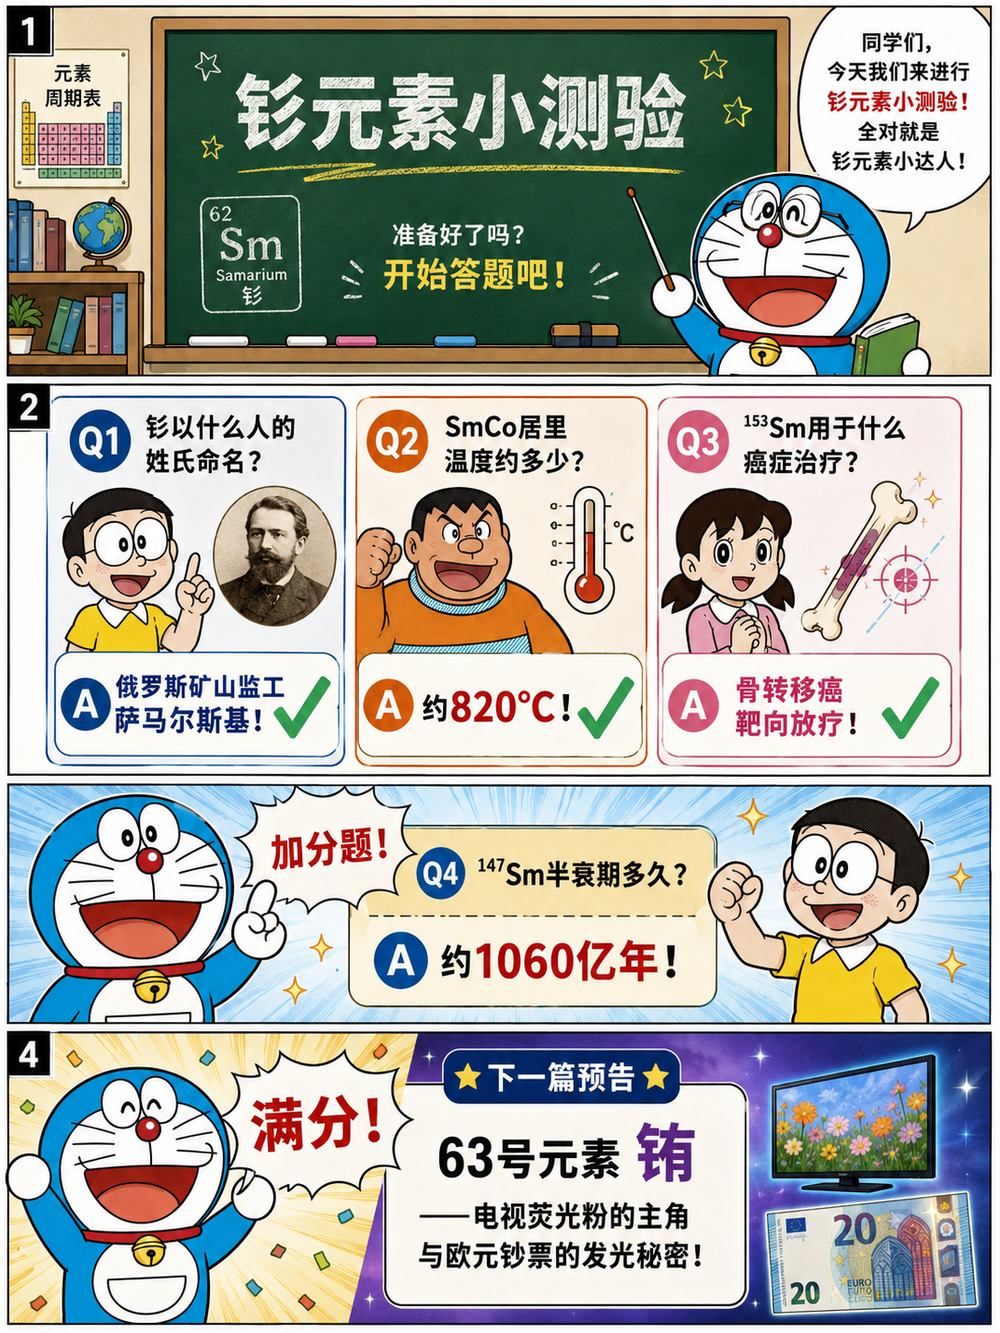 1
元素
周期表
钐元素小测验
62
Sm
Samarium
钐
准备好了吗？
开始答题吧！
同学们，
今天我们来进行
钐元素小测验！
全对就是
钐元素小达人！
2
Q1
钐以什么人的
姓氏命名？
A
俄罗斯矿山监工
萨马尔斯基！
Q2
SmCo居里
温度约多少？
°C
A
约820°C！
Q3
¹⁵³Sm用于什么
癌症治疗？
A
骨转移癌
靶向放疗！
加分题！
Q4
¹⁴⁷Sm半衰期多久？
A
约1060亿年！
4
满分！
下一篇预告
63号元素 铕
——电视荧光粉的主角
与欧元钞票的发光秘密！
20
20
EURO